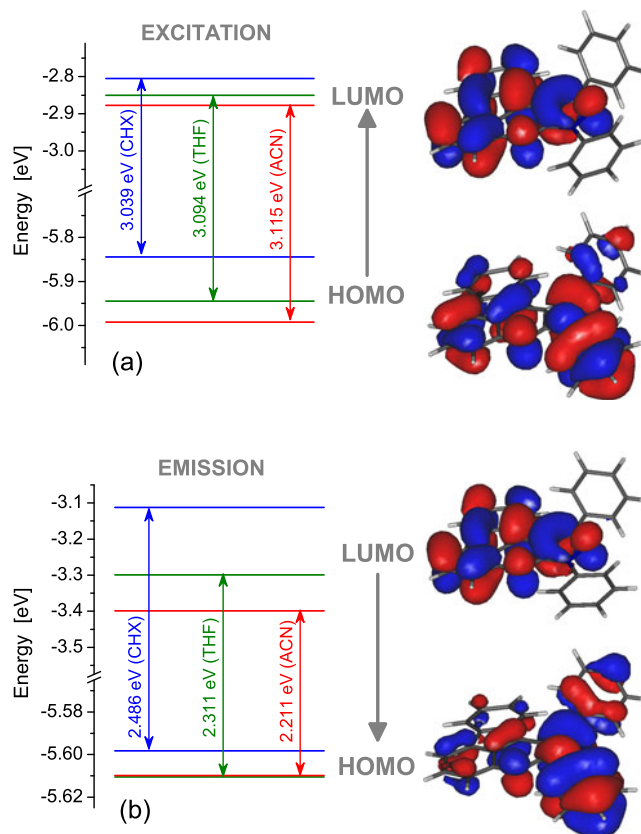 EXCITATION
Energy [eV]
-2.8
-2.9
-3.0
-5.8
-5.9
-6.0
3.039 eV (CHX)
3.094 eV (THF)
3.115 eV (ACN)
LUMO
HOMO
(a)
EMISSION
Energy [eV]
-3.1
-3.2
-3.3
-3.4
-3.5
-5.58
-5.60
-5.62
2.486 eV (CHX)
2.311 eV (THF)
2.211 eV (ACN)
LUMO
HOMO
(b)